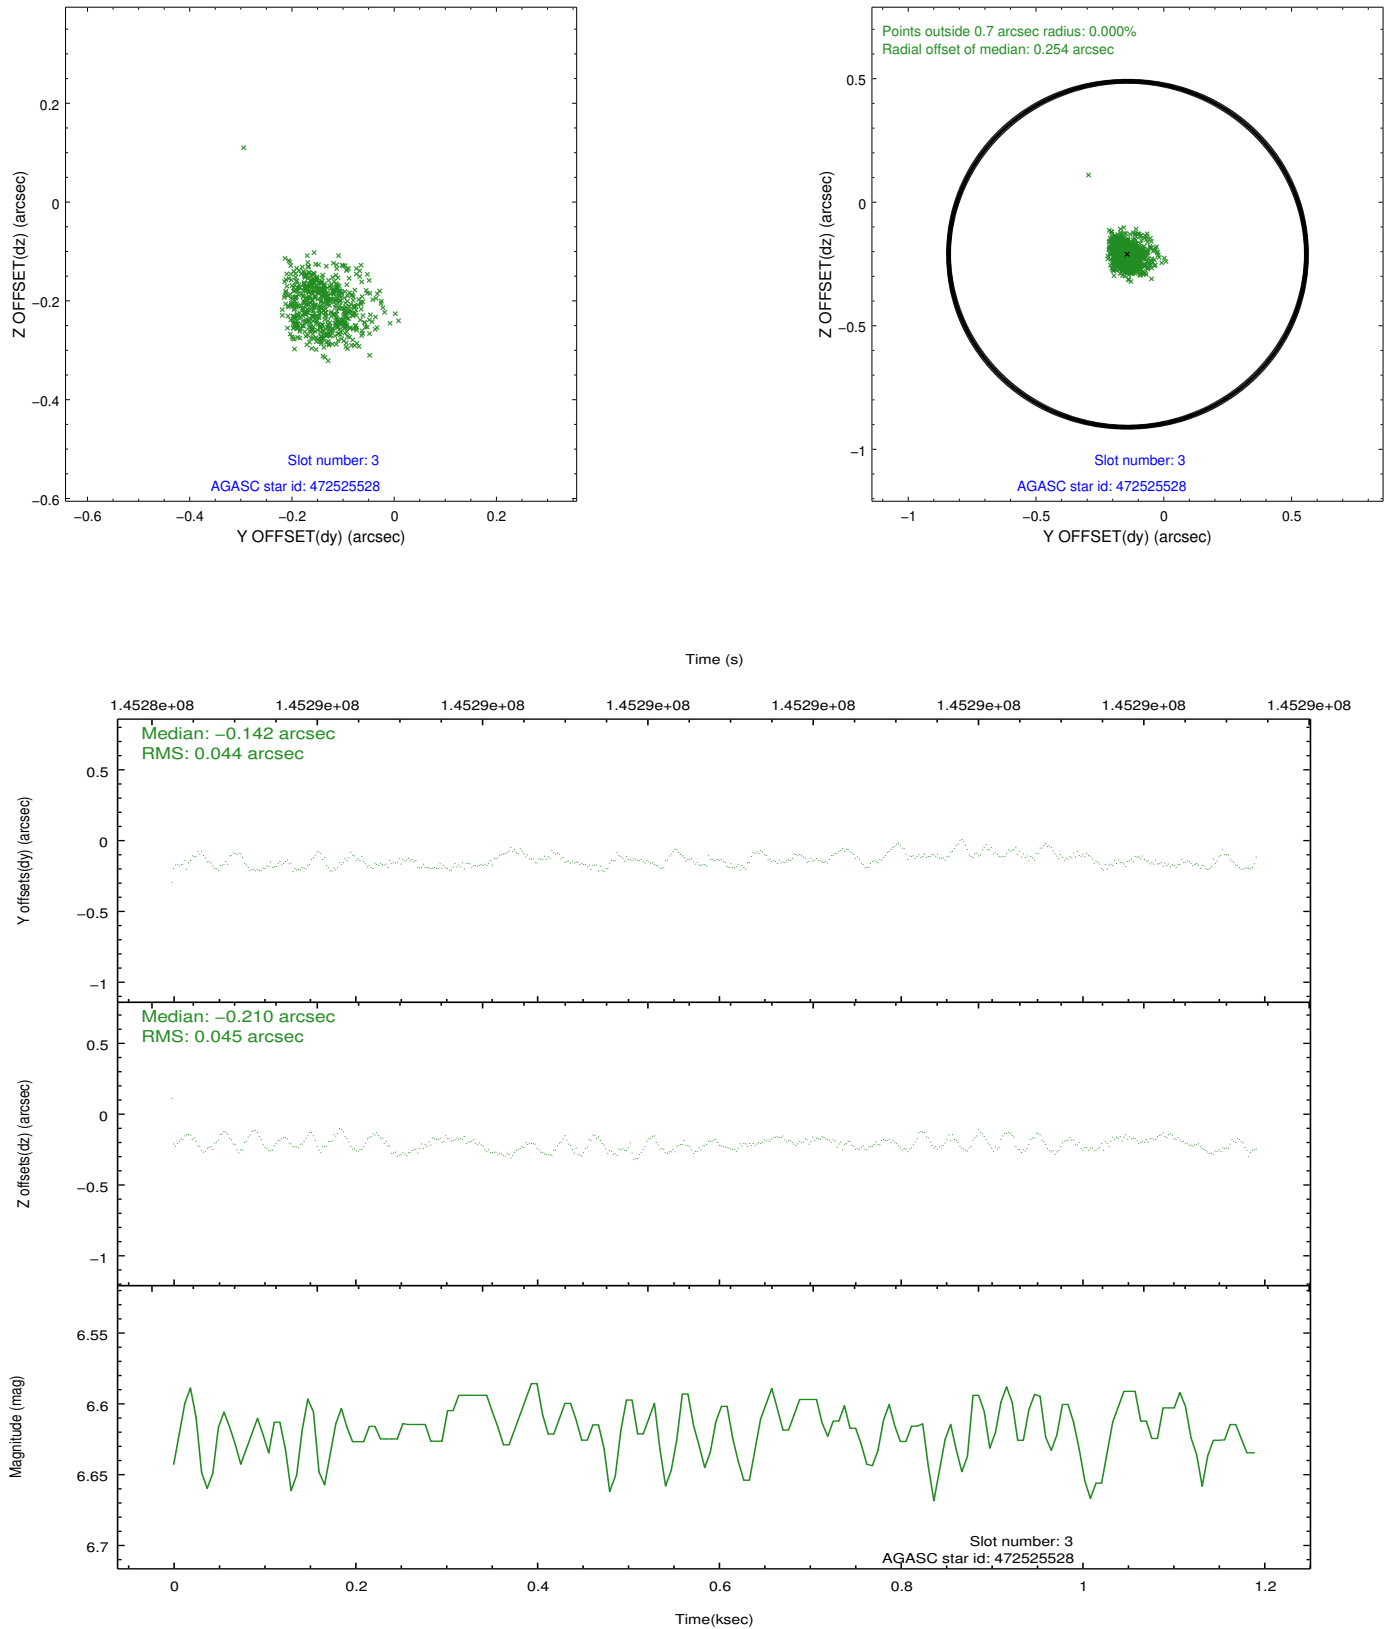 0.2
0
−0.2
−0.4
−0.6
Z OFFSET(dz) (arcsec)
Slot number: 3
AGASC star id: 472525528
−0.6 −0.4 −0.2 0 0.2
Y OFFSET(dy) (arcsec)
Points outside 0.7 arcsec radius: 0.000%
Radial offset of median: 0.254 arcsec
0.5
0
−0.5
−1
Z OFFSET(dz) (arcsec)
Slot number: 3
AGASC star id: 472525528
−1 −0.5 0 0.5
Y OFFSET(dy) (arcsec)
Time (s)
1.4528e+08 1.4529e+08 1.4529e+08 1.4529e+08 1.4529e+08 1.4529e+08 1.4529e+08 1.4529e+08
Median: −0.142 arcsec
RMS: 0.044 arcsec
0.5
0
−0.5
−1
Y offsets(dy) (arcsec)
Median: −0.210 arcsec
RMS: 0.045 arcsec
0.5
0
−0.5
−1
Z offsets(dz) (arcsec)
6.55
6.6
6.65
6.7
Magnitude (mag)
Slot number: 3
AGASC star id: 472525528
0 0.2 0.4 0.6 0.8 1 1.2
Time(ksec)